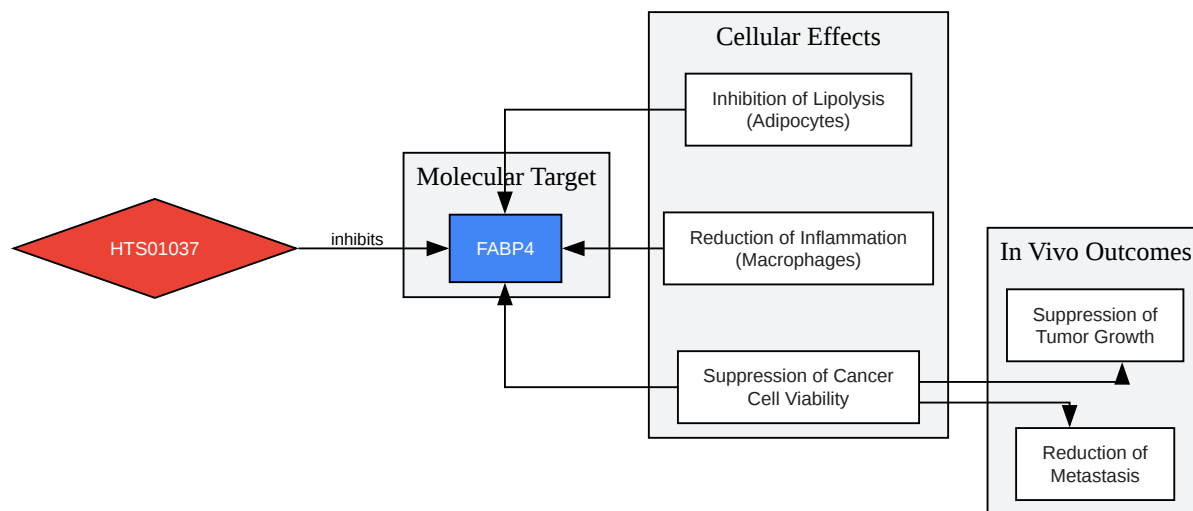 Cellular Effects
Inhibition of Lipolysis
(Adipocytes)
Molecular Target
HTS01037
inhibits
FABP4
Reduction of Inflammation
(Macrophages)
In Vivo Outcomes
Suppression of
Tumor Growth
Suppression of Cancer
Cell Viability
Reduction of
Metastasis